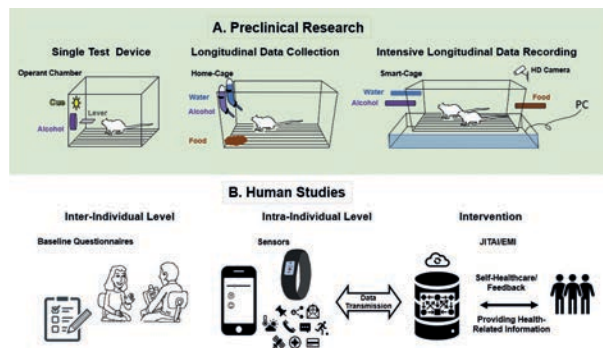 A. Preclinical Research
Single Test Device
Longitudinal Data Collection
Intensive Longitudinal Data Recording
Operant Chamber
Home-Cage
Smart-Cage
HD Camera
Cue
Lever
Alcohol
Water
Alcohol
Food
Water
Alcohol
Food
PC
B. Human Studies
Inter-Individual Level
Intra-Individual Level
Intervention
Baseline Questionnaires
Sensors
JITAI/EMI
Data
Transmission
Self-Healthcare/
Feedback
Providing Health-
Related Information